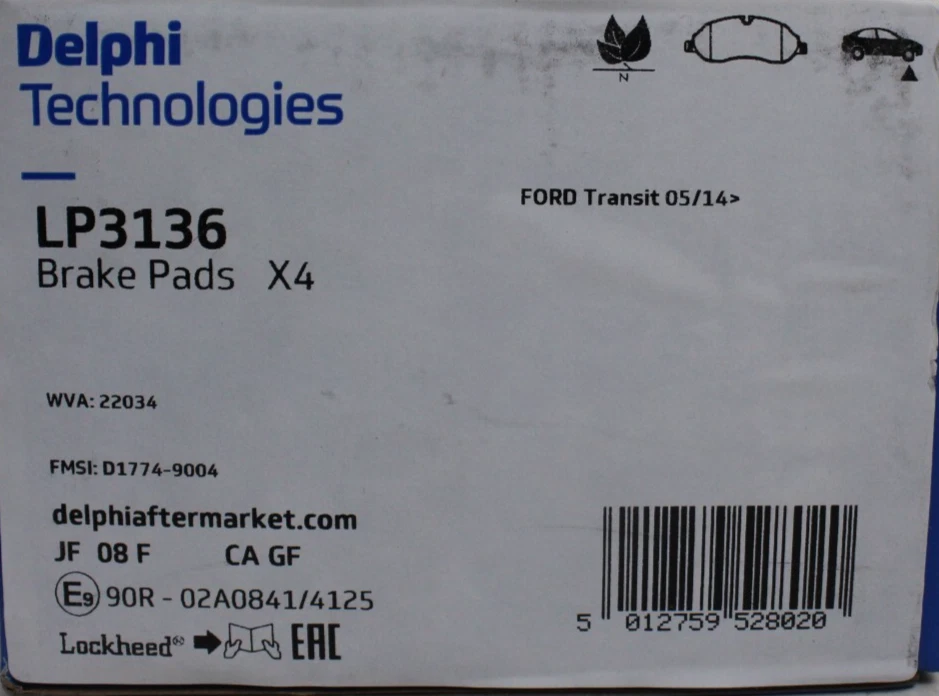 Delphi
Technologies
N
LP3136
Brake Pads X4
FORD Transit 05/14>
WVA: 22034
FMSI: D1774-9004
delphiaftermarket.com
JF 08 F CA GF
E9 90R - 02A0841/4125
Lockheed® EAC
5 012759 528020